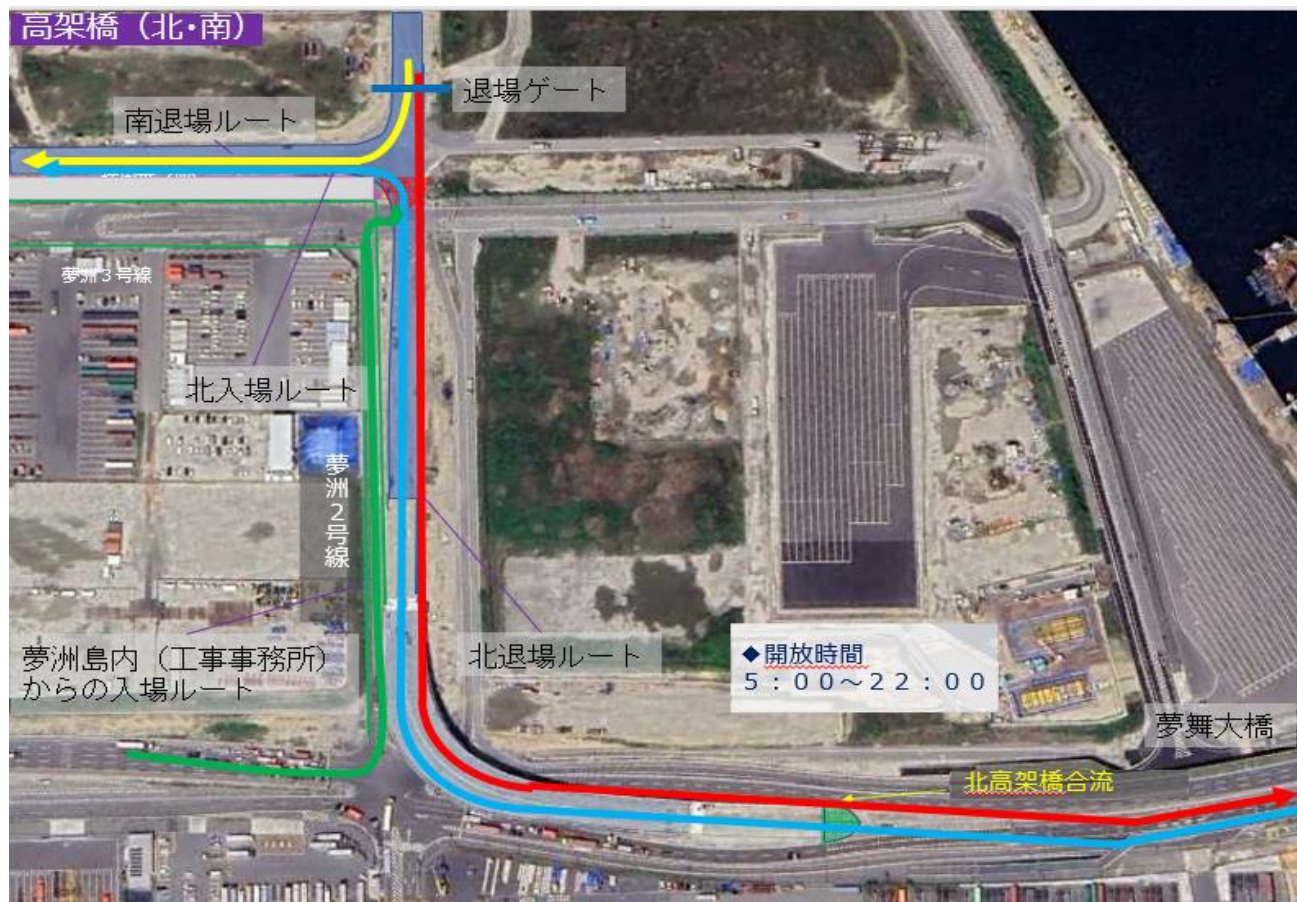 高架橋（北・南）
退場ゲート
南退場ルート
夢洲３号線
北入場ルート
夢洲２号線
夢洲島内（工事事務所）
からの入場ルート
北退場ルート
◆開放時間
５：００～２２：００
夢舞大橋
北高架橋合流